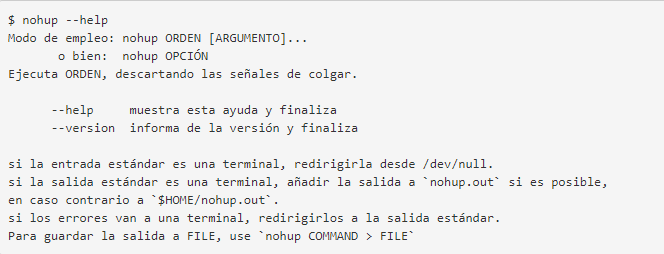 $ nohup --help
Modo de empleo: nohup ORDEN [ARGUMENTO]...
o bien: nohup OPCIÓN
Ejecuta ORDEN, descartando las señales de colgar.
--help muestra esta ayuda y finaliza
--version informa de la versión y finaliza
si la entrada estándar es una terminal, redirigirla desde /dev/null.
si la salida estándar es una terminal, añadir la salida a `nohup.out` si es posible,
en caso contrario a `$HOME/nohup.out`.
si los errores van a una terminal, redirigirlos a la salida estándar.
Para guardar la salida a FILE, use `nohup COMMAND > FILE`